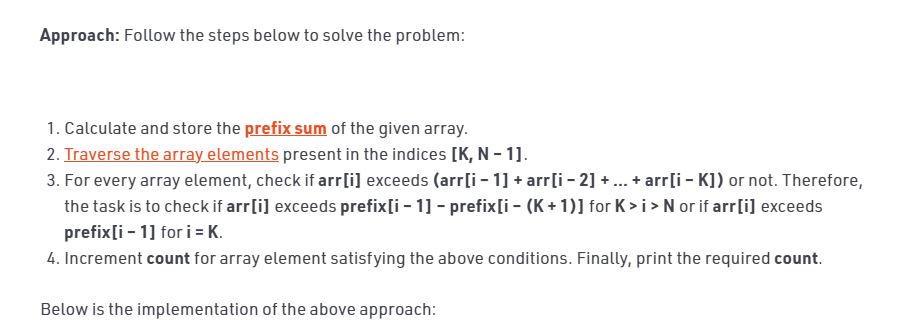 Approach: Follow the steps below to solve the problem:
1. Calculate and store the prefix sum of the given array.
2. Traverse the array elements present in the indices [K, N – 1].
3. For every array element, check if arr[i] exceeds (arr[i – 1] + arr[i – 2] + … + arr[i – K]) or not. Therefore,
the task is to check if arr[i] exceeds prefix[i – 1] – prefix[i – (K + 1)] for K > i > N or if arr[i] exceeds
prefix[i – 1] for i = K.
4. Increment count for array element satisfying the above conditions. Finally, print the required count.
Below is the implementation of the above approach: